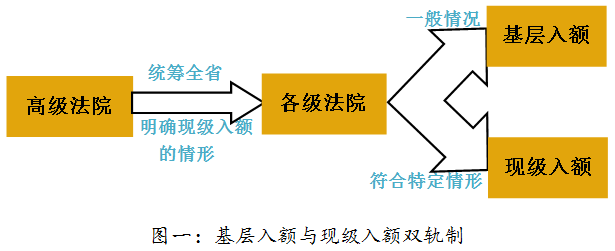 一般情况
基层入额
统筹全省
高级法院
各级法院
明确现级入额
的情形
现级入额
符合特定情形
图一：基层入额与现级入额双轨制